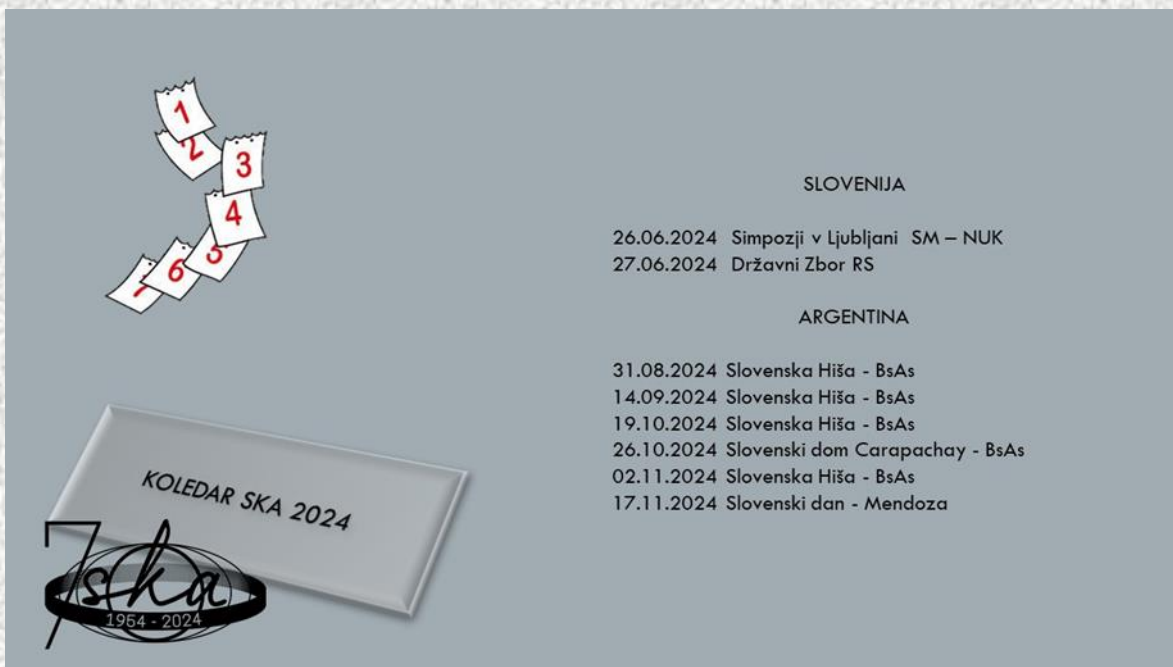 1
2
3
4
5
6
7
SLOVENIJA
26.06.2024 Simpozji v Ljubljani SM – NUK
27.06.2024 Državni Zbor RS
ARGENTINA
31.08.2024 Slovenska Hiša - BsAs
14.09.2024 Slovenska Hiša - BsAs
19.10.2024 Slovenska Hiša - BsAs
26.10.2024 Slovenski dom Carapachay - BsAs
02.11.2024 Slovenska Hiša - BsAs
17.11.2024 Slovenski dan - Mendoza
KOLEDAR SKA 2024
7 ska
1954 - 2024